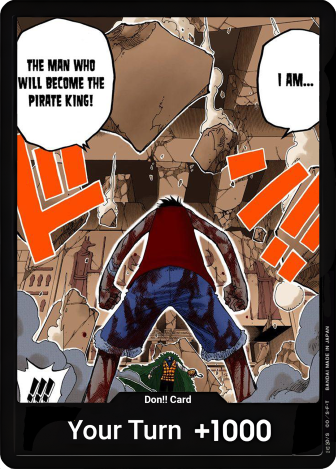 I AM...
THE MAN WHO
WILL BECOME THE
PIRATE KING!
ド
!!!
!!!
Don!! Card
Your Turn +1000
BANDAI MADE IN JAPAN